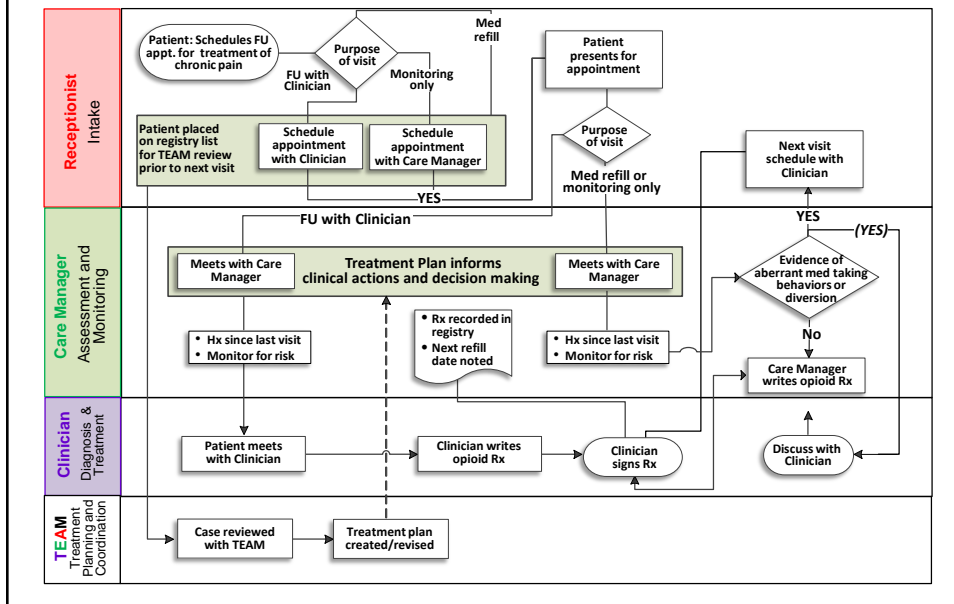 Receptionist
Intake
Patient: Schedules FU
appt. for treatment of
chronic pain
Purpose
of visit
Med
refill
FU with
Clinician
Monitoring
only
Patient placed
on registry list
for TEAM review
prior to next visit
Schedule
appointment
with Clinician
Schedule
appointment
with Care Manager
YES
Patient
presents for
appointment
Purpose
of visit
Med refill or
monitoring only
Next visit
schedule with
Clinician
Care Manager
Assessment and
Monitoring
FU with Clinician
Meets with Care
Manager
Treatment Plan informs
clinical actions and decision making
Meets with Care
Manager
YES
(YES)
Evidence of
aberrant med taking
behaviors or
diversion
• Hx since last visit
• Monitor for risk
• Rx recorded in
registry
• Next refill
date noted
• Hx since last visit
• Monitor for risk
No
Care Manager
writes opioid Rx
Clinician
Diagnosis &
Treatment
Patient meets
with Clinician
Clinician writes
opioid Rx
Clinician
signs Rx
Discuss with
Clinician
TEAM
Treatment
Planning and
Coordination
Case reviewed
with TEAM
Treatment plan
created/revised